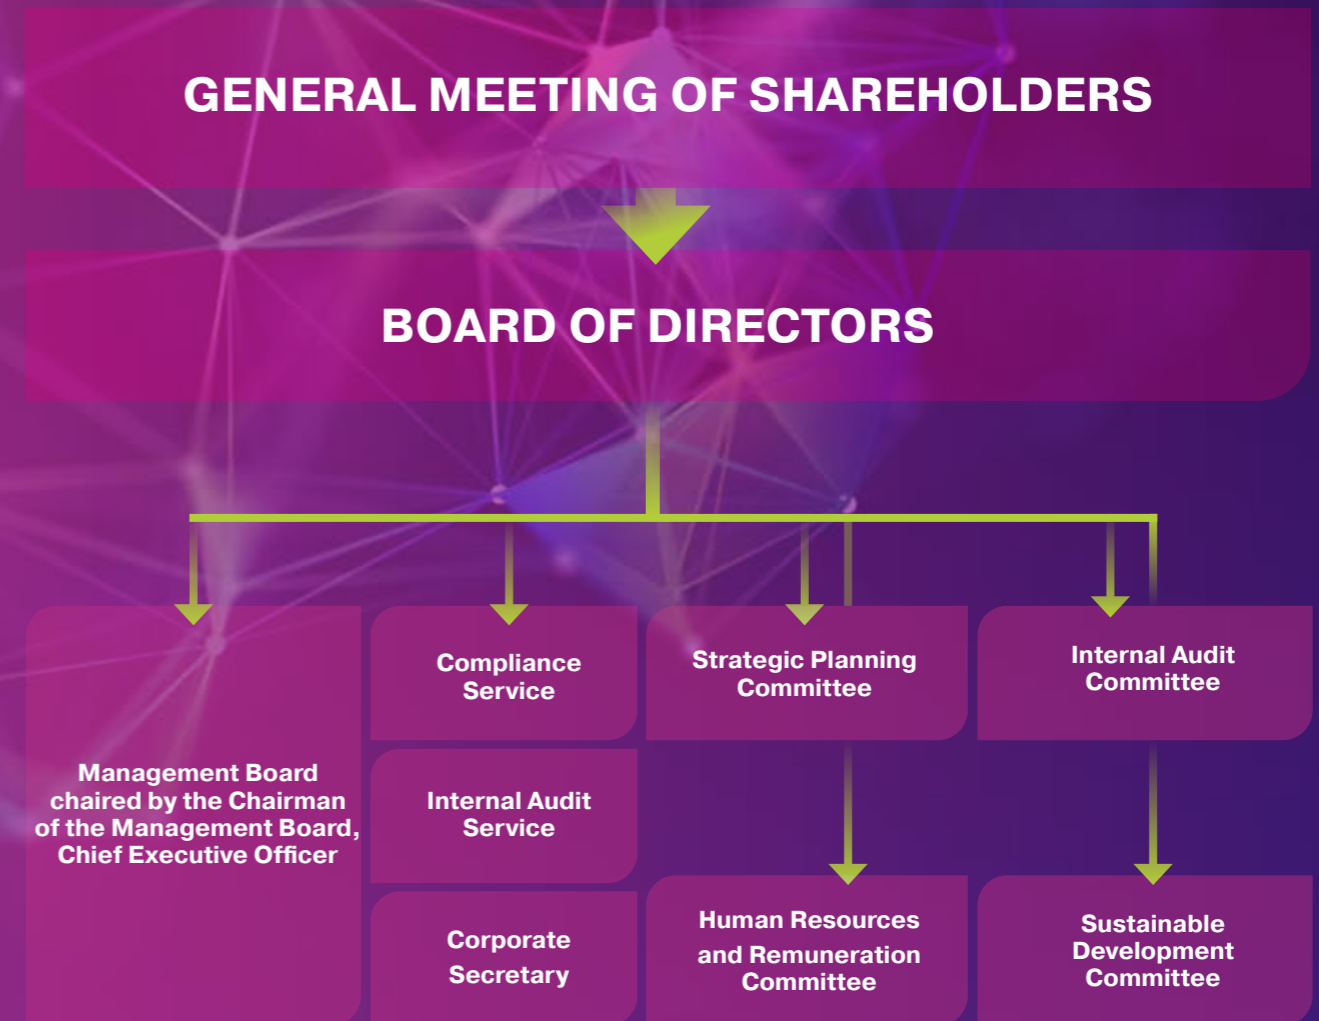 GENERAL MEETING OF SHAREHOLDERS
BOARD OF DIRECTORS
Management Board
chaired by the Chairman
of the Management Board,
Chief Executive Officer
Compliance
Service
Internal Audit
Service
Corporate
Secretary
Strategic Planning
Committee
Human Resources
and Remuneration
Committee
Internal Audit
Committee
Sustainable
Development
Committee